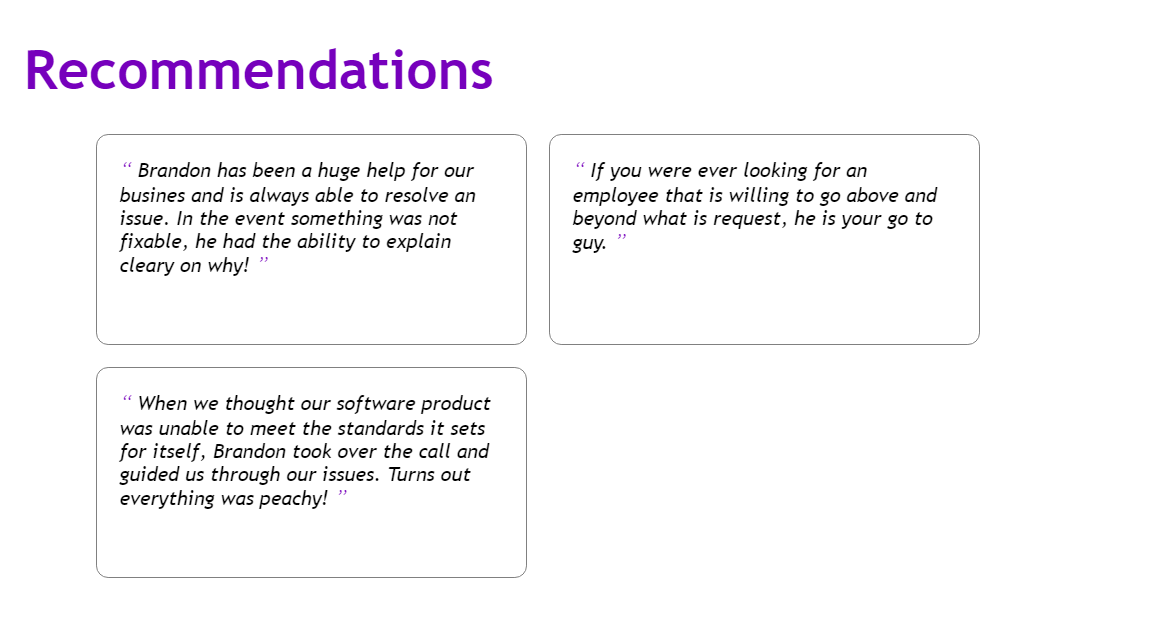 Recommendations
“ Brandon has been a huge help for our
busines and is always able to resolve an
issue. In the event something was not
fixable, he had the ability to explain
cleary on why! ”
“ If you were ever looking for an
employee that is willing to go above and
beyond what is request, he is your go to
guy. ”
“ When we thought our software product
was unable to meet the standards it sets
for itself, Brandon took over the call and
guided us through our issues. Turns out
everything was peachy! ”